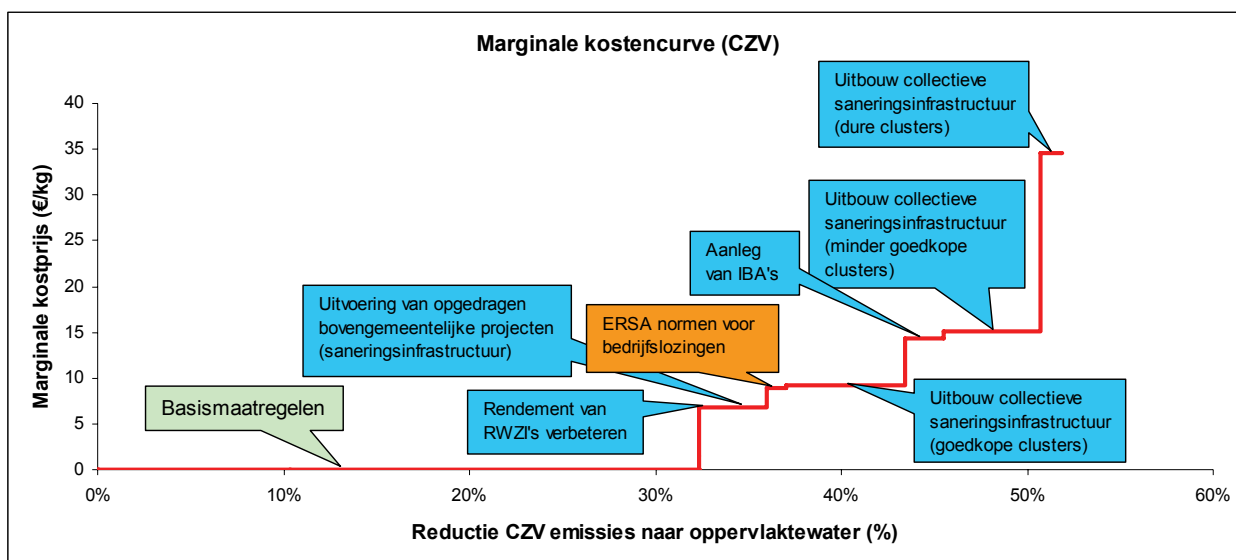 Marginale kostencurve (CZV)
Marginale kostprijs (€/kg)
40
35
30
25
20
15
10
5
0
Uitbouw collectieve
saneringsinfrastructuur
(dure clusters)
Uitbouw collectieve
saneringsinfrastructuur
(minder goedkope
clusters)
Aanleg
van IBA's
Uitvoering van opgedragen
bovengemeentelijke projecten
(saneringsinfrastructuur)
ERSA normen voor
bedrijfslozingen
Basismaatregelen
Rendement van
RWZI's verbeteren
Uitbouw collectieve
saneringsinfrastructuur
(goedkope clusters)
0%
10%
20%
30%
40%
50%
60%
Reductie CZV emissies naar oppervlaktewater (%)